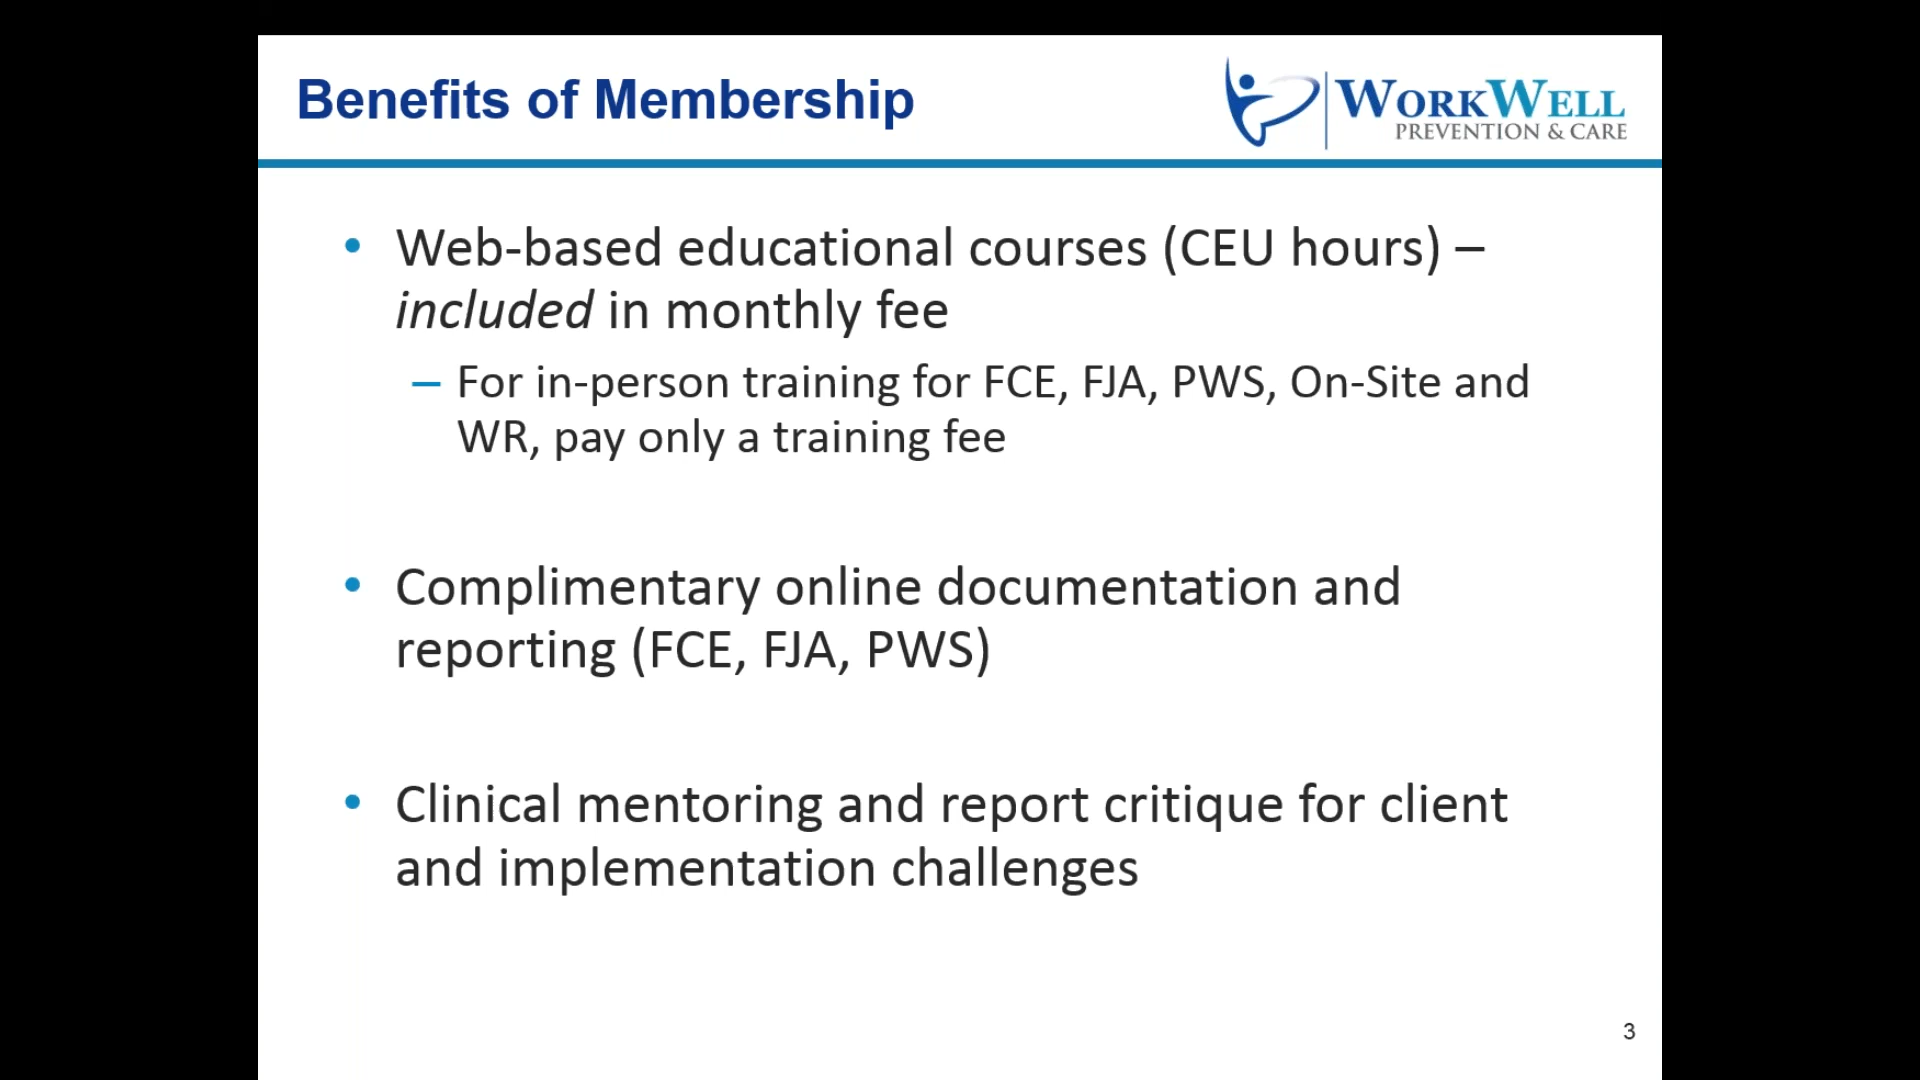 Benefits of Membership
WORKWELL
PREVENTION & CARE
• Web-based educational courses (CEU hours) –
included in monthly fee
– For in-person training for FCE, FJA, PWS, On-Site and
WR, pay only a training fee
• Complimentary online documentation and
reporting (FCE, FJA, PWS)
• Clinical mentoring and report critique for client
and implementation challenges
3